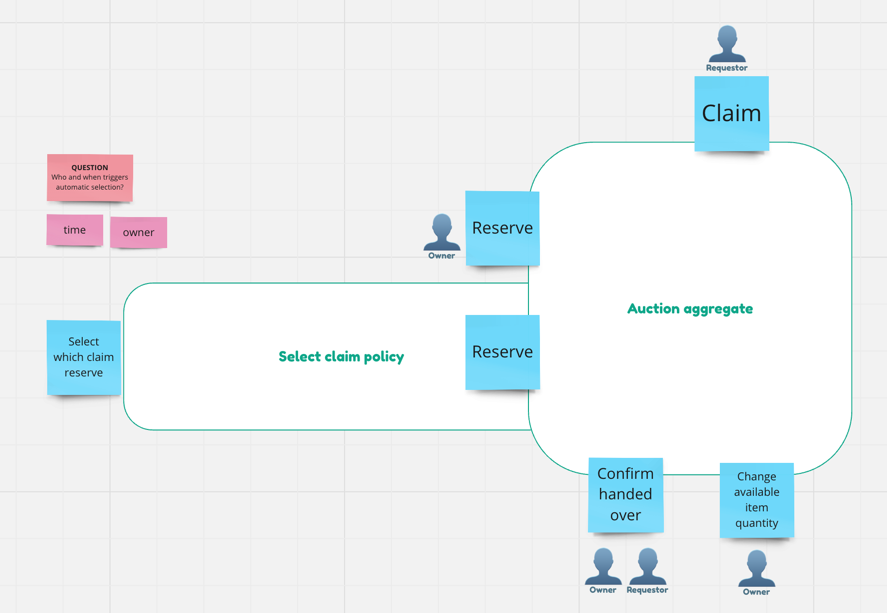 Requestor
Claim
QUESTION
Who and when triggers
automatic selection?
time
owner
Owner
Reserve
Auction aggregate
Select
which claim
reserve
Select claim policy
Reserve
Confirm
handed
over
Change
available
item
quantity
Owner
Requestor
Owner